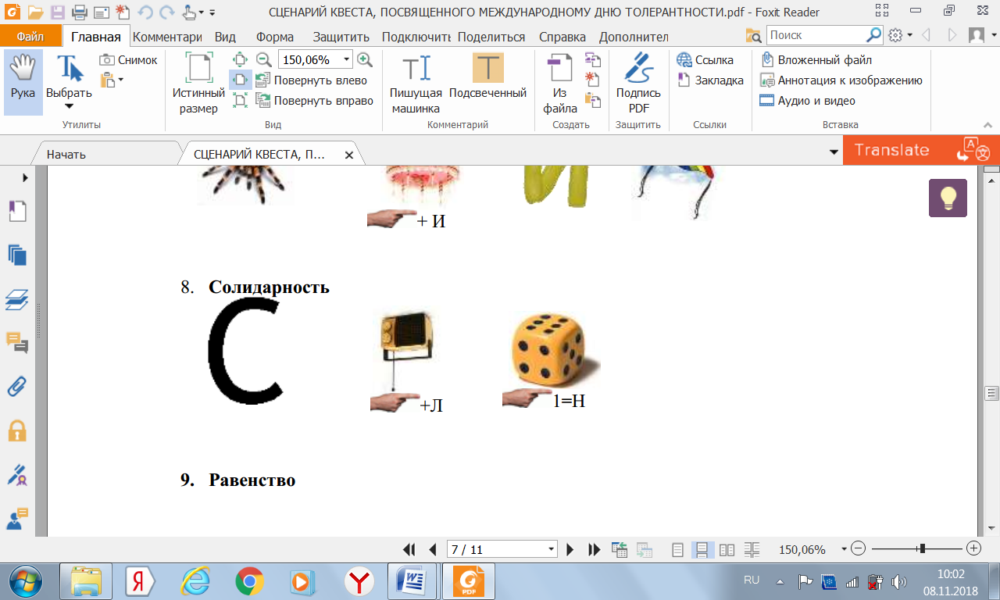 СЦЕНАРИЙ КВЕСТА, ПОСВЯЩЕННОГО МЕЖДУНАРОДНОМУ ДНЮ ТОЛЕРАНТНОСТИ.pdf - Foxit Reader
Файл Главная Комментари Вид Форма Защитить Подключить Поделиться Справка Дополнител Поиск
Рука
Выбрать
Снимок
Утилиты
Истинный размер
150,06%
Повернуть влево
Повернуть вправо
Вид
Пишущая машинка
Подсвеченный
Комментарий
Из файла
Создать
Подпись PDF
Защитить
Ссылка
Закладка
Ссылки
Вложенный файл
Аннотация к изображению
Аудио и видео
Вставка
Начать СЦЕНАРИЙ КВЕСТА, П... Translate
И
+ И
8. Солидарность
С
+Л
1=Н
9. Равенство
7 / 11 150,06%
RU 10:02
08.11.2018